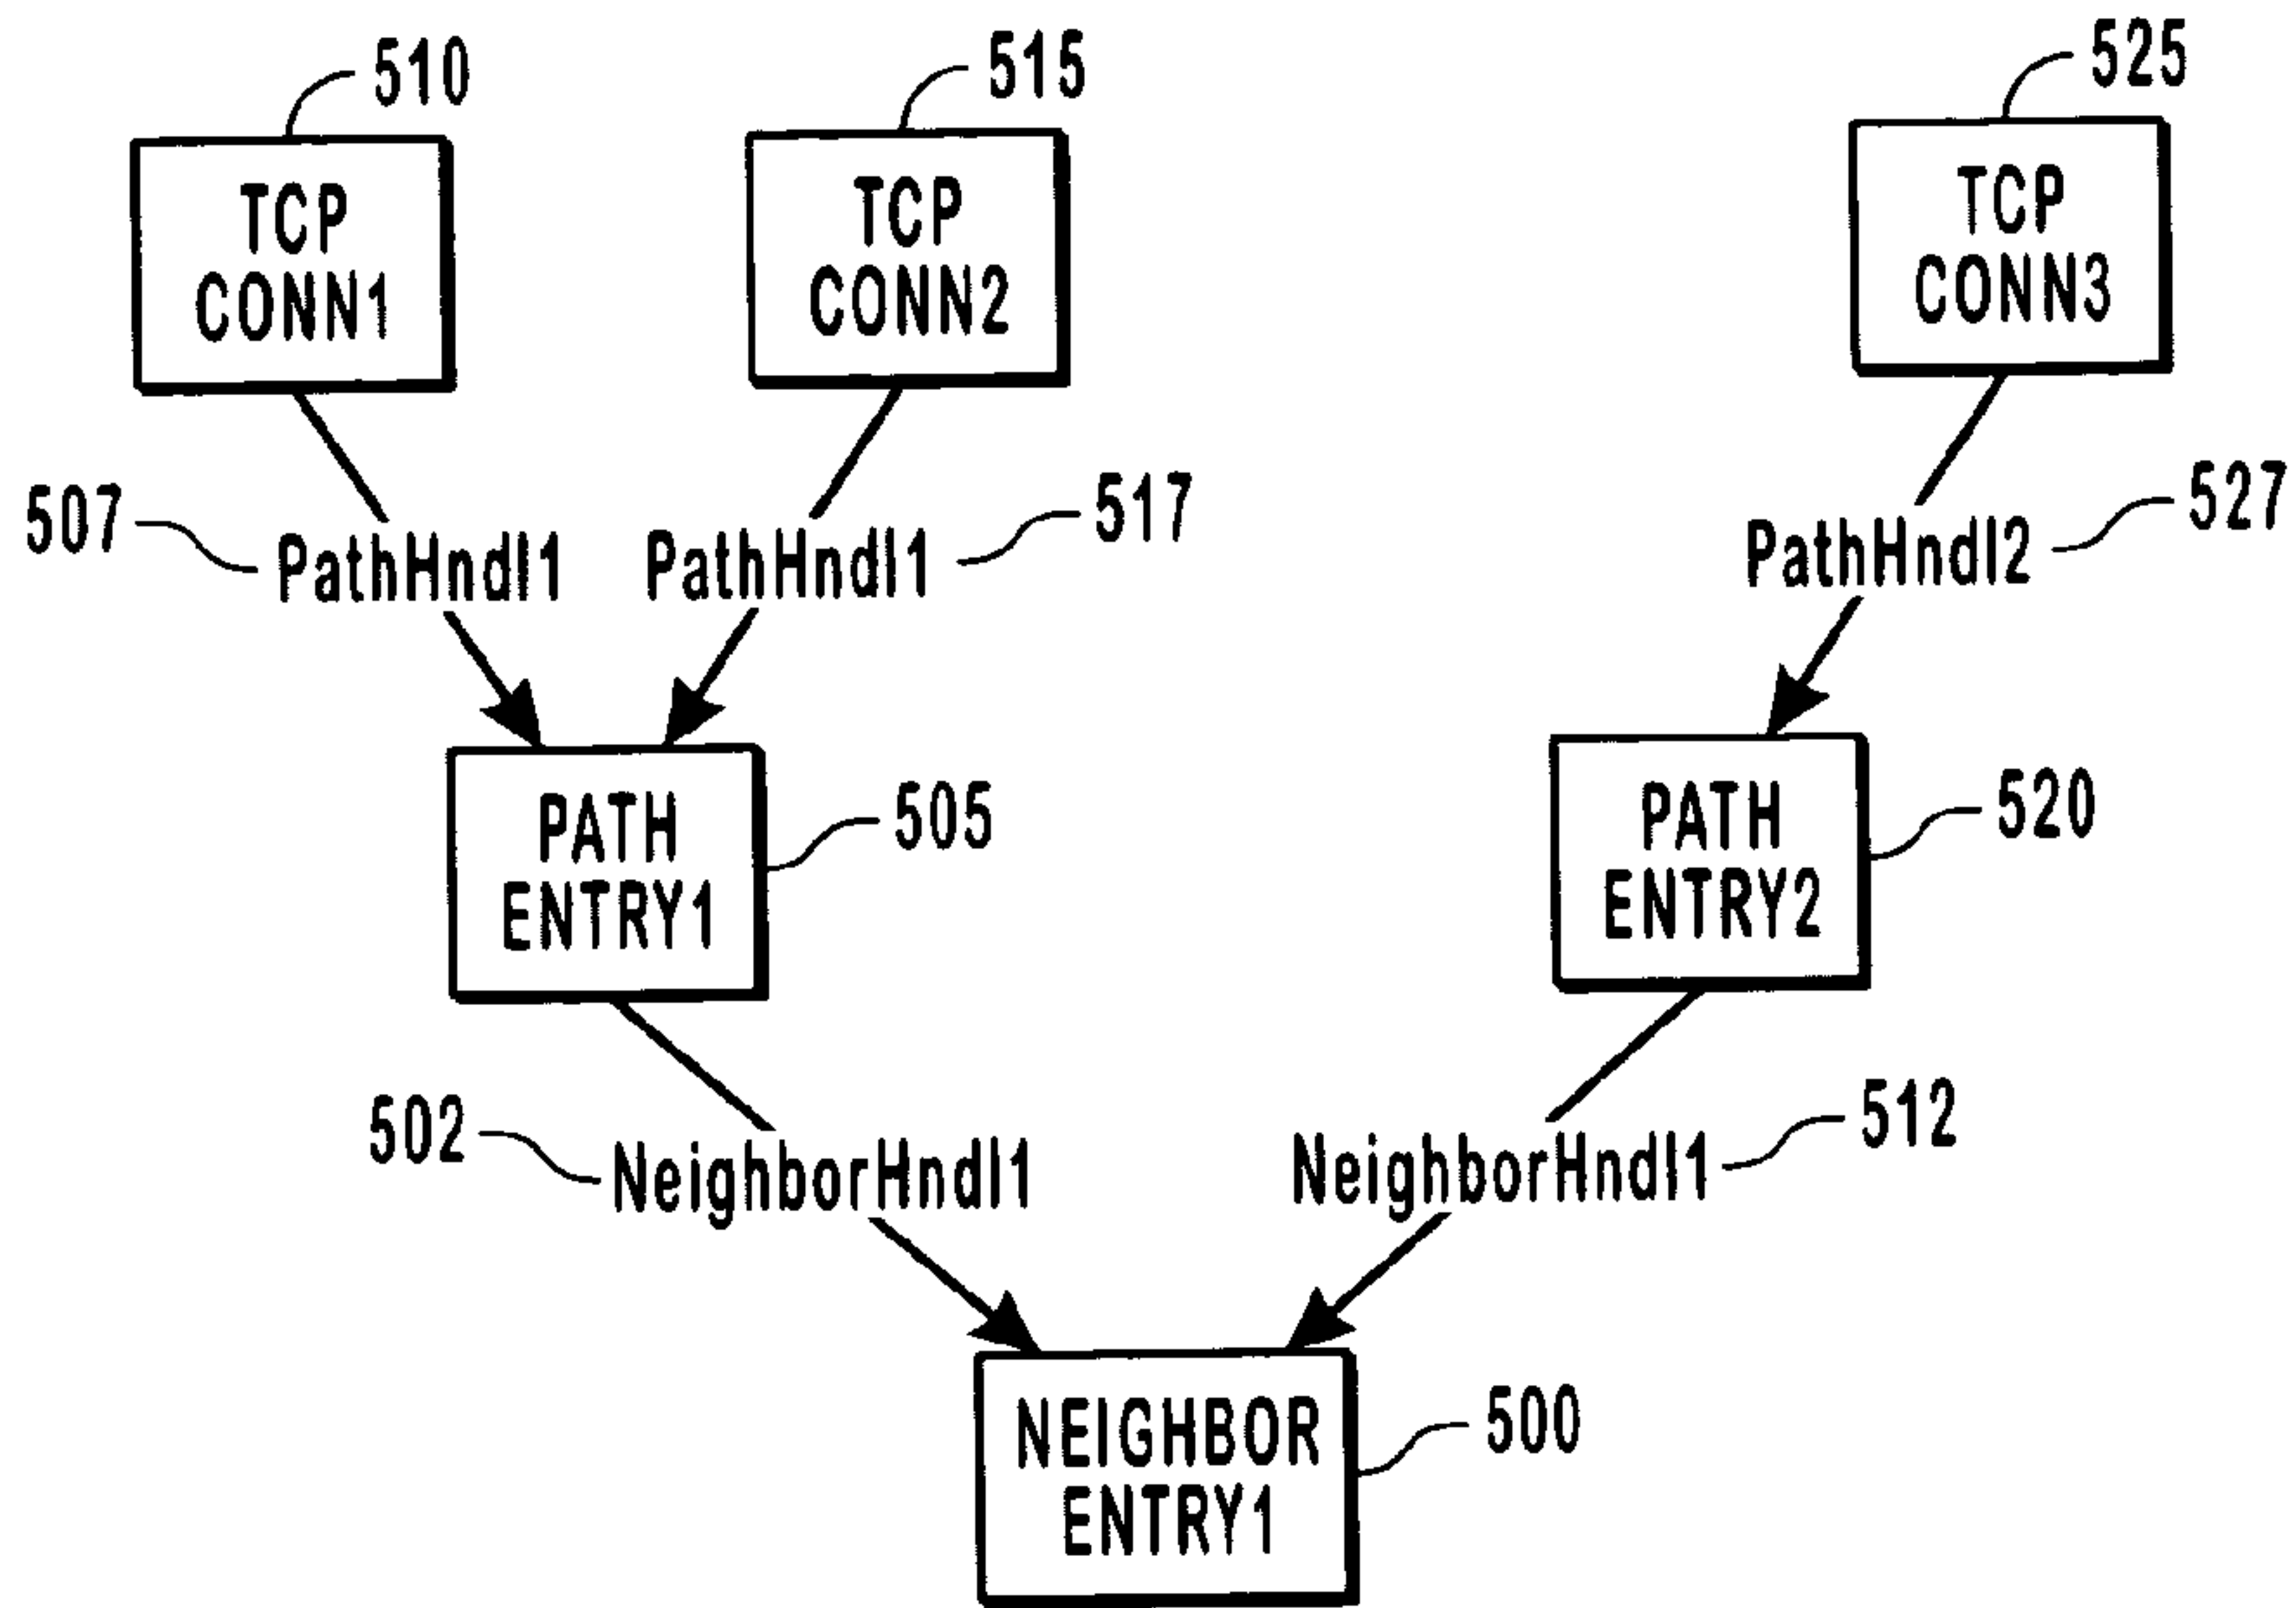 510
515
525
TCP
CONN1
TCP
CONN2
TCP
CONN3
507
PathHndl1
PathHndl1
517
PathHndl2
527
PATH
ENTRY1
505
PATH
ENTRY2
520
502
NeighborHndl1
NeighborHndl1
512
NEIGHBOR
ENTRY1
500